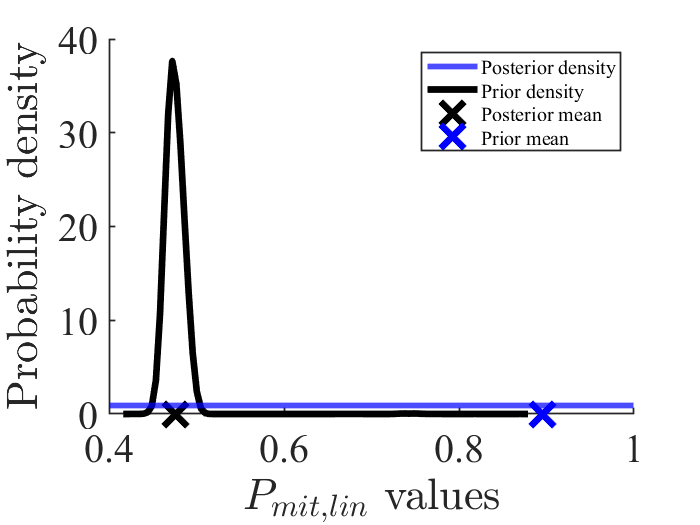 40
30
20
10
0
0.4
0.6
0.8
1
Probability density
P_{mit,lin} values
Posterior density
Prior density
Posterior mean
Prior mean